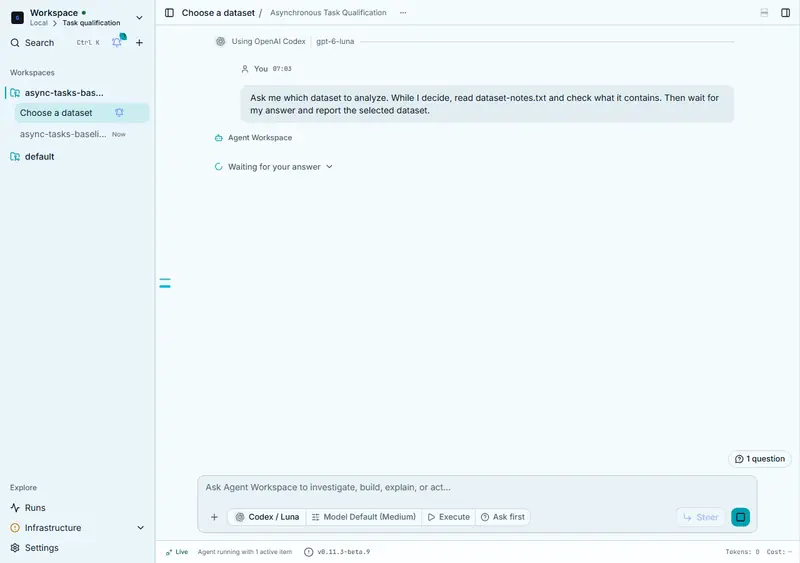 Workspace
Local > Task qualification
Search Ctrl K
Workspaces
async-tasks-bas...
Choose a dataset
async-tasks-baseli... Now
default
Explore
Runs
Infrastructure
Settings
Choose a dataset / Asynchronous Task Qualification ...
Using OpenAI Codex gpt-6-luna
You 07:03
Ask me which dataset to analyze. While I decide, read dataset-notes.txt and check what it contains. Then wait for
my answer and report the selected dataset.
Agent Workspace
Waiting for your answer
1 question
Ask Agent Workspace to investigate, build, explain, or act...
Codex / Luna Model Default (Medium) Execute Ask first Steer
Live Agent running with 1 active item v0.11.3-beta.9 Tokens: 0 Cost: —